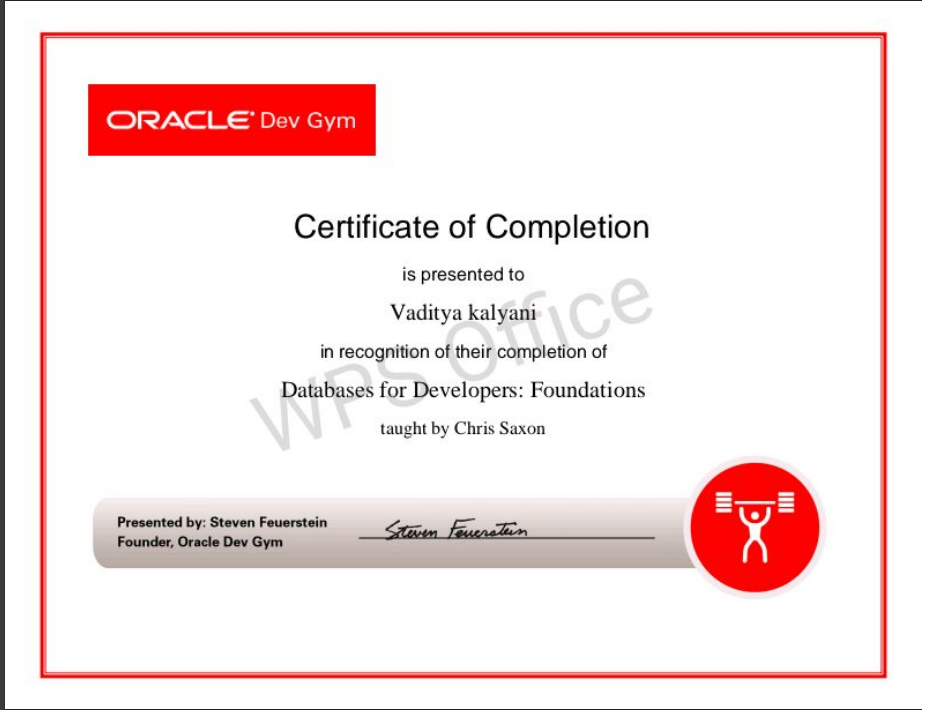 ORACLE® Dev Gym
Certificate of Completion
is presented to
Vaditya kalyani
in recognition of their completion of
Databases for Developers: Foundations
taught by Chris Saxon
WPS Office
Presented by: Steven Feuerstein
Founder, Oracle Dev Gym
Steven Feuerstein